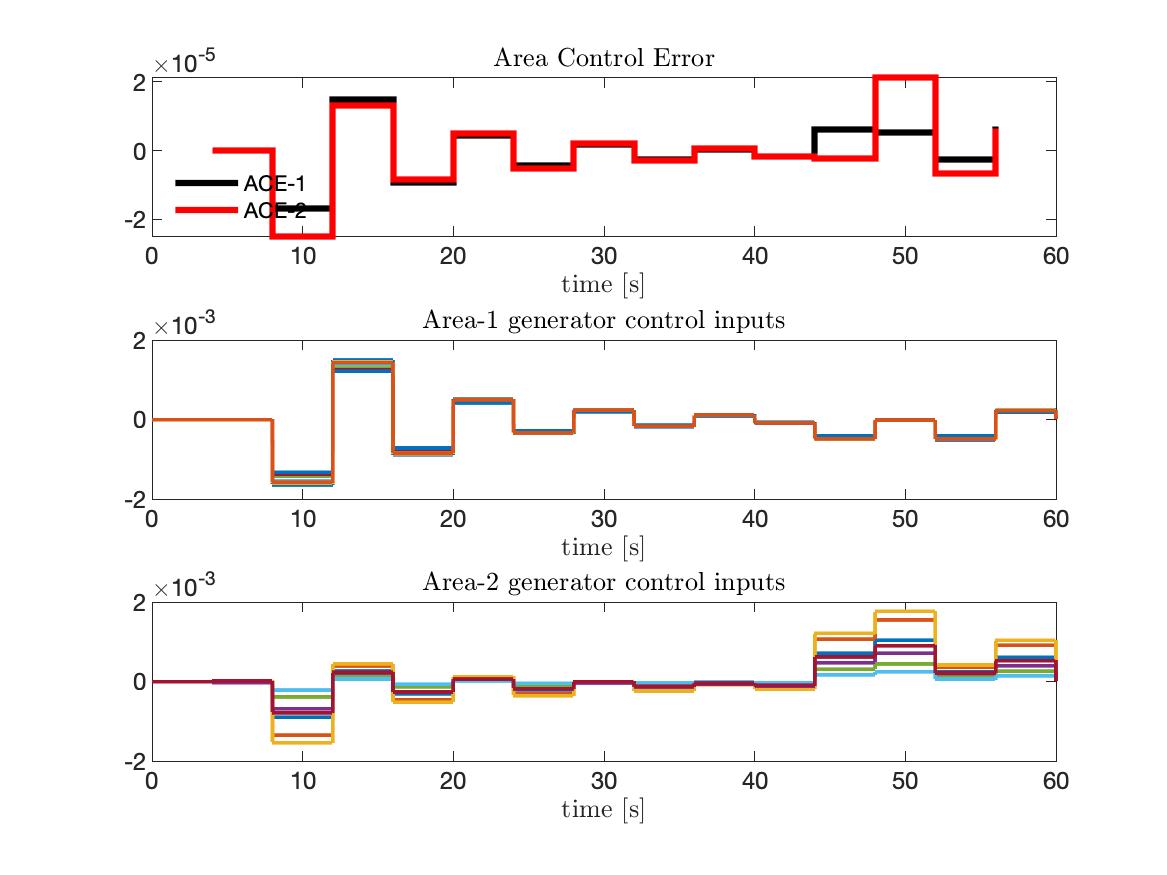 ×10-5
Area Control Error
2
0
-2
ACE-1
ACE-2
0 10 20 30 40 50 60
time [s]
×10-3
Area-1 generator control inputs
2
0
-2
0 10 20 30 40 50 60
time [s]
×10-3
Area-2 generator control inputs
2
0
-2
0 10 20 30 40 50 60
time [s]